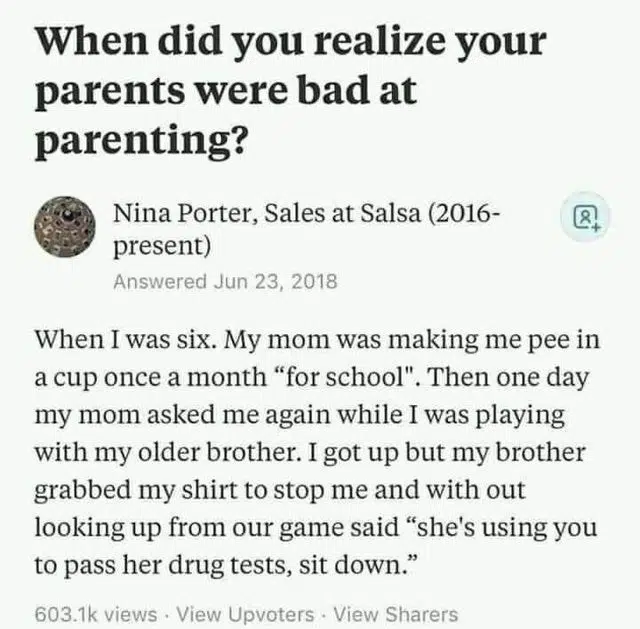 When did you realize your
parents were bad at
parenting?
Nina Porter, Sales at Salsa (2016-
present)
Answered Jun 23, 2018
When I was six. My mom was making me pee in
a cup once a month “for school". Then one day
my mom asked me again while I was playing
with my older brother. I got up but my brother
grabbed my shirt to stop me and with out
looking up from our game said “she's using you
to pass her drug tests, sit down.”
603.1k views · View Upvoters · View Sharers